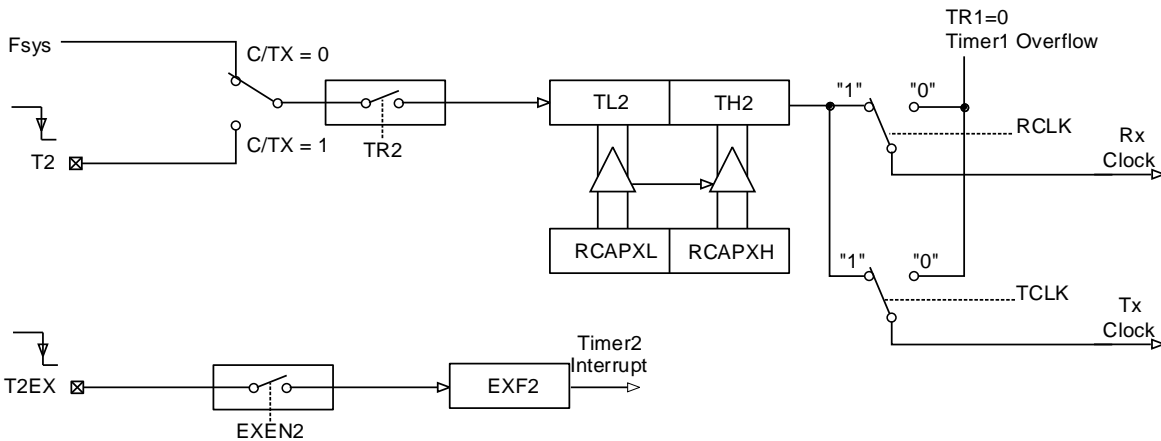 TR1=0
Timer1 Overflow
Fsys
C/TX = 0
TL2
TH2
"1"
"0"
RCLK
Rx
Clock
C/TX = 1
TR2
T2
RCAPXL
RCAPXH
"1"
"0"
TCLK
Tx
Clock
Timer2
Interrupt
T2EX
EXF2
EXEN2